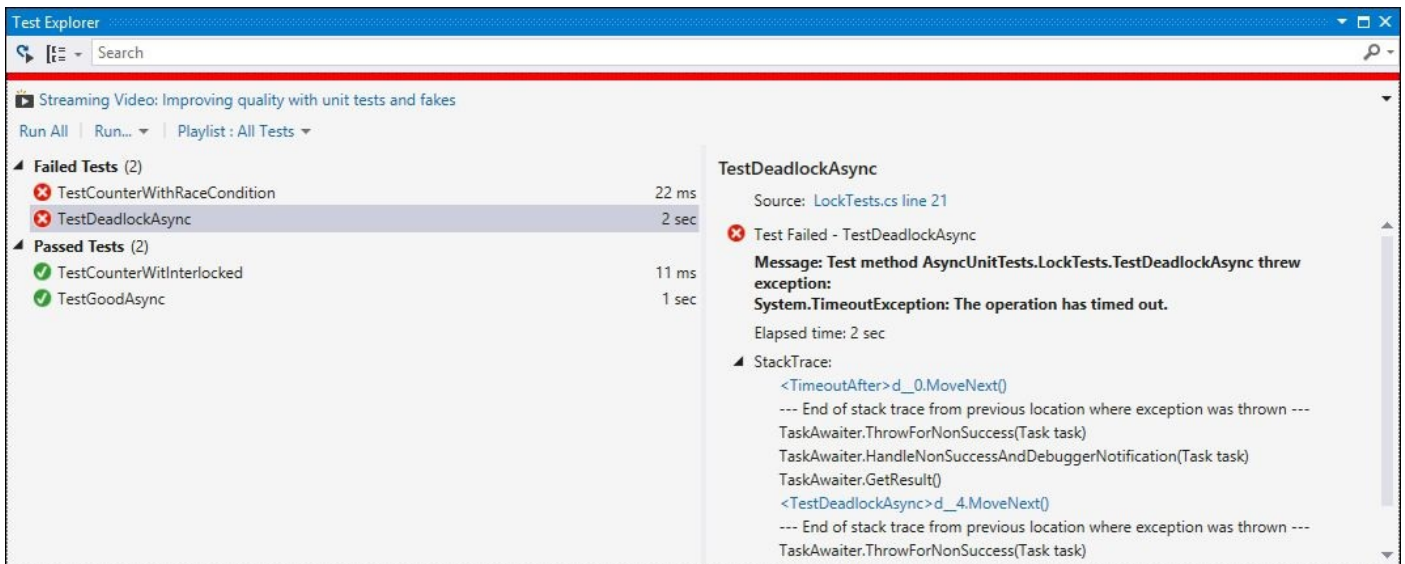 Test Explorer
Search
Streaming Video: Improving quality with unit tests and fakes
Run All | Run... | Playlist : All Tests
Failed Tests (2)
TestCounterWithRaceCondition 22 ms
TestDeadlockAsync 2 sec
Passed Tests (2)
TestCounterWitInterlocked 11 ms
TestGoodAsync 1 sec
TestDeadlockAsync
Source: LockTests.cs line 21
Test Failed - TestDeadlockAsync
Message: Test method AsyncUnitTests.LockTests.TestDeadlockAsync threw
exception:
System.TimeoutException: The operation has timed out.
Elapsed time: 2 sec
StackTrace:
<TimeoutAfter>d__0.MoveNext()
--- End of stack trace from previous location where exception was thrown ---
TaskAwaiter.ThrowForNonSuccess(Task task)
TaskAwaiter.HandleNonSuccessAndDebuggerNotification(Task task)
TaskAwaiter.GetResult()
<TestDeadlockAsync>d__4.MoveNext()
--- End of stack trace from previous location where exception was thrown ---
TaskAwaiter.ThrowForNonSuccess(Task task)